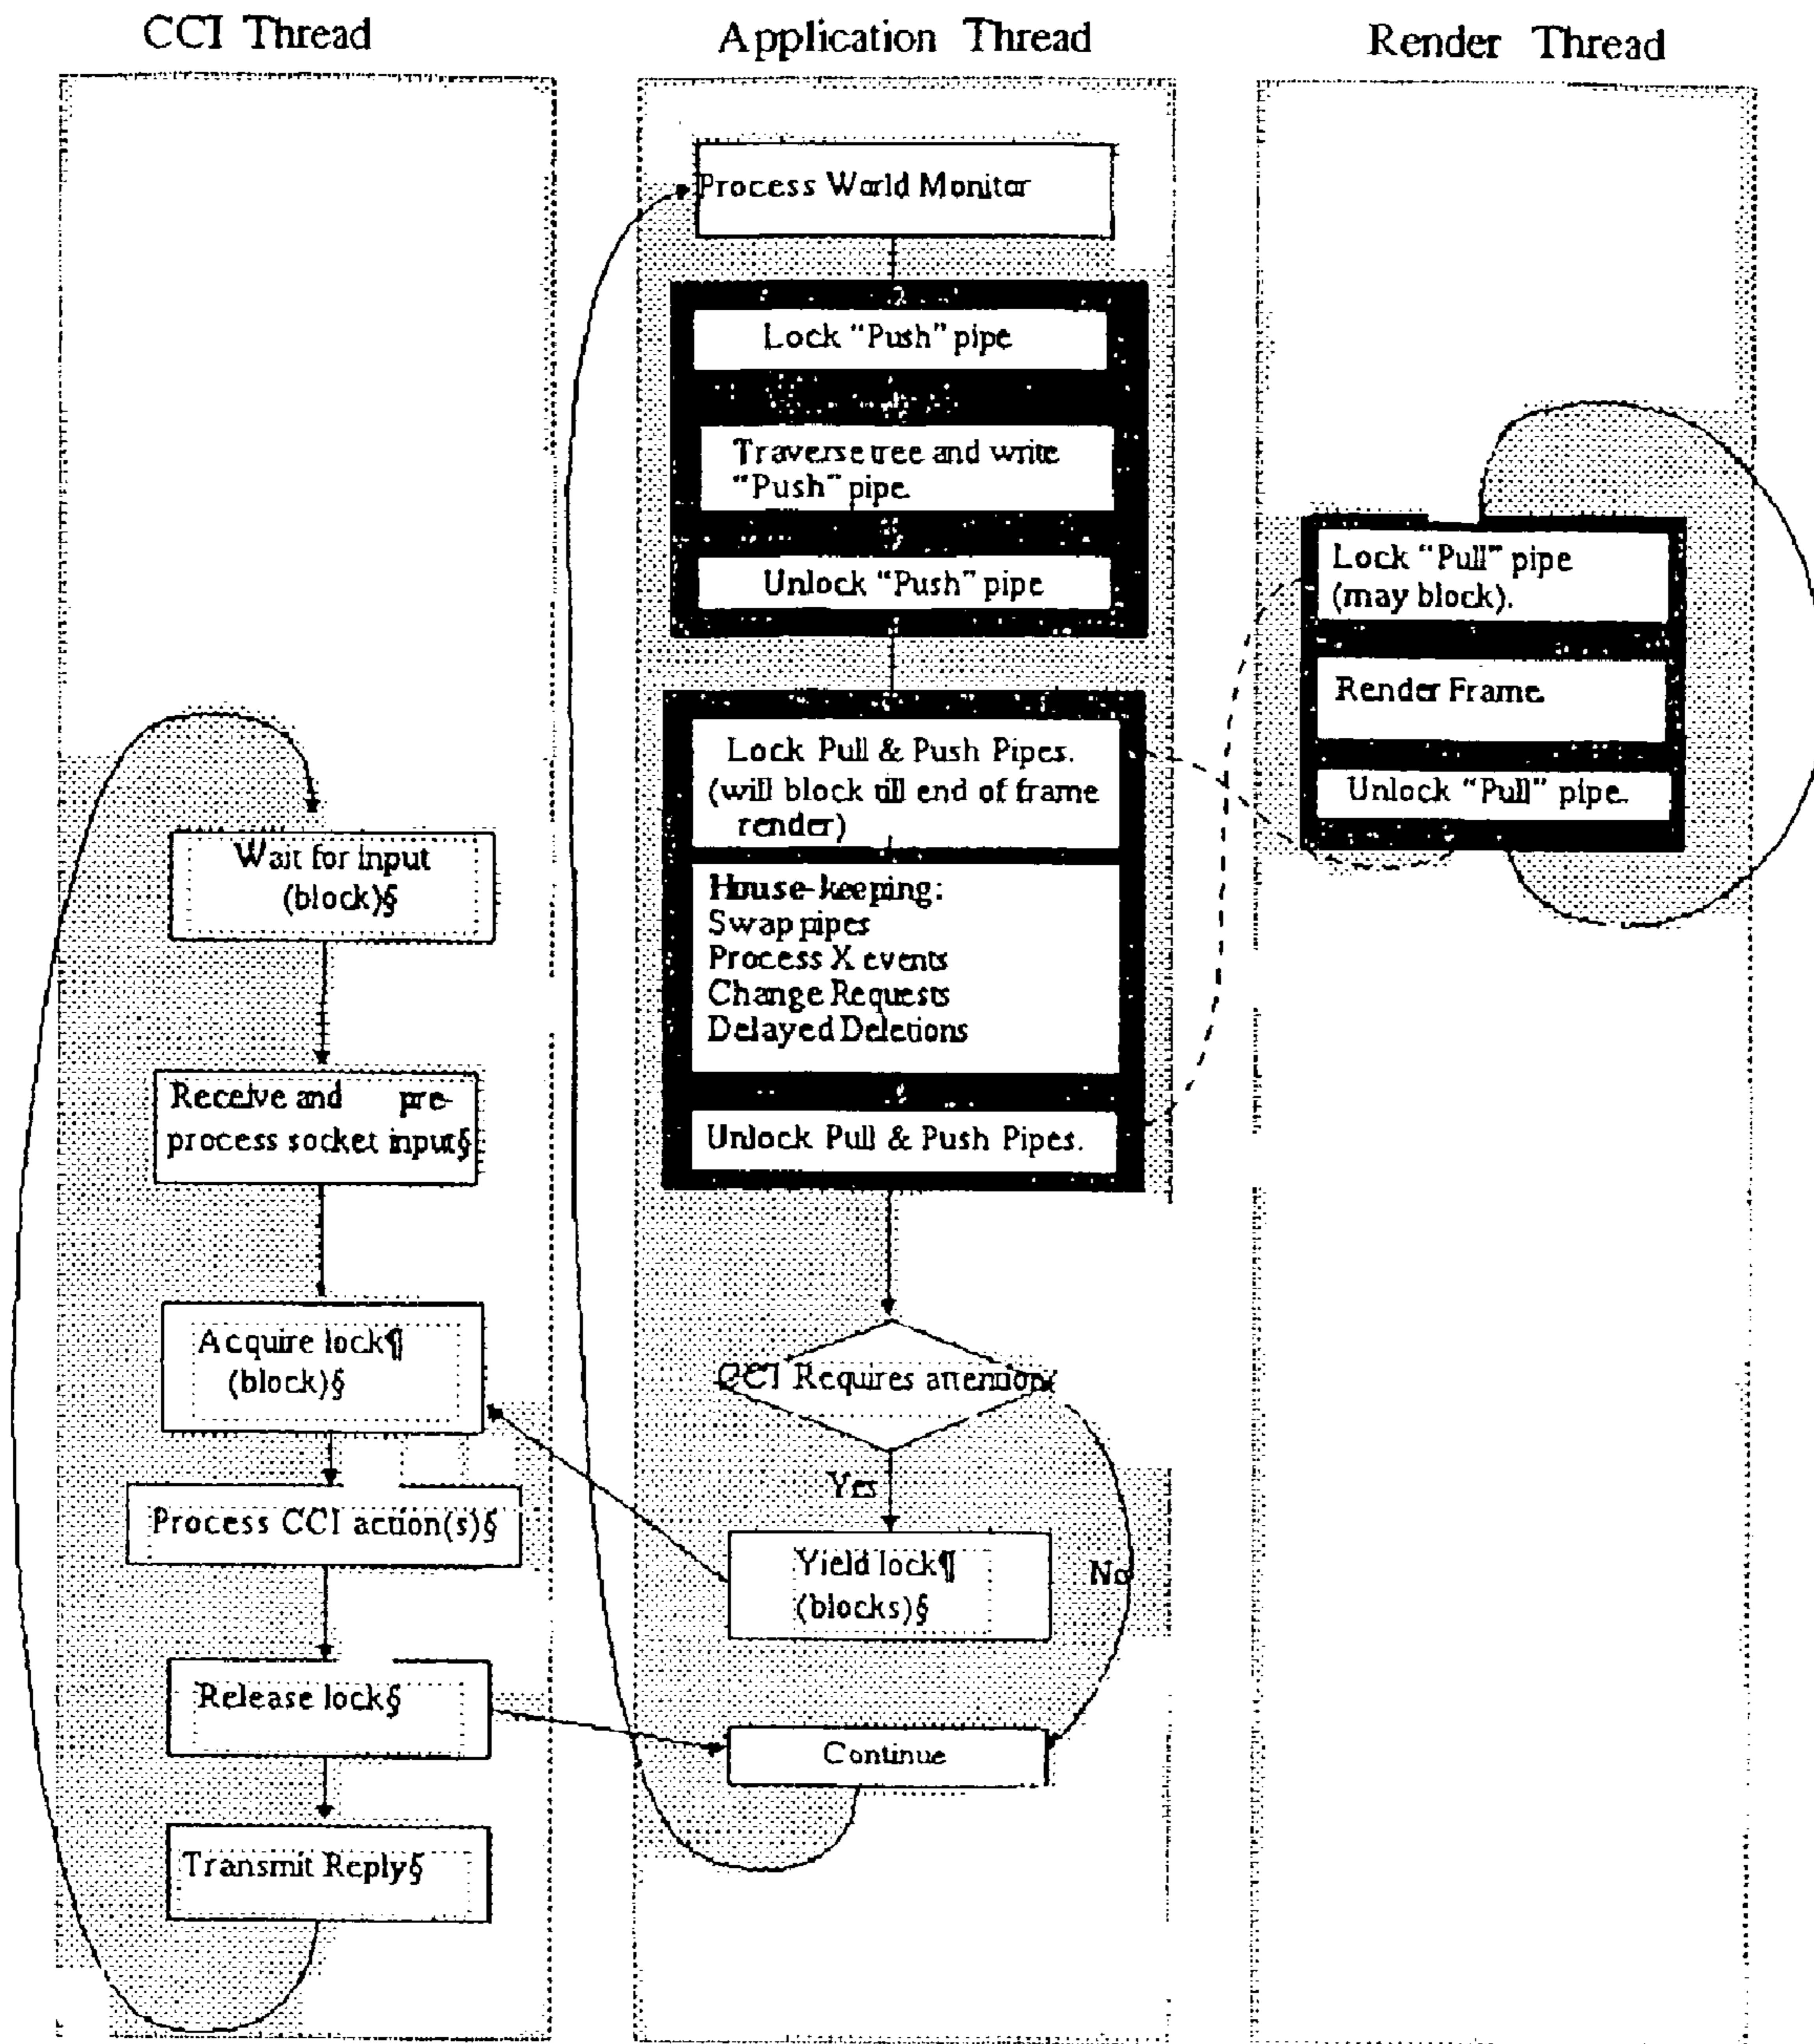 CCI Thread
Application Thread
Render Thread
Process World Monitor
Lock "Push" pipe
Traverse tree and write
"Push" pipe.
Unlock "Push" pipe
Lock Pull & Push Pipes.
(will block till end of frame
render)
House-keeping:
Swap pipes
Process X events
Change Requests
Delayed Deletions
Unlock Pull & Push Pipes.
CCI Requires attention
Yes
No
Yield lock¶
(blocks)§
Continue
Wait for input
(block)§
Receive and pre-
process socket input§
Acquire lock¶
(block)§
Process CCI action(s)§
Release lock§
Transmit Reply§
Lock "Pull" pipe
(may block).
Render Frame.
Unlock "Pull" pipe.